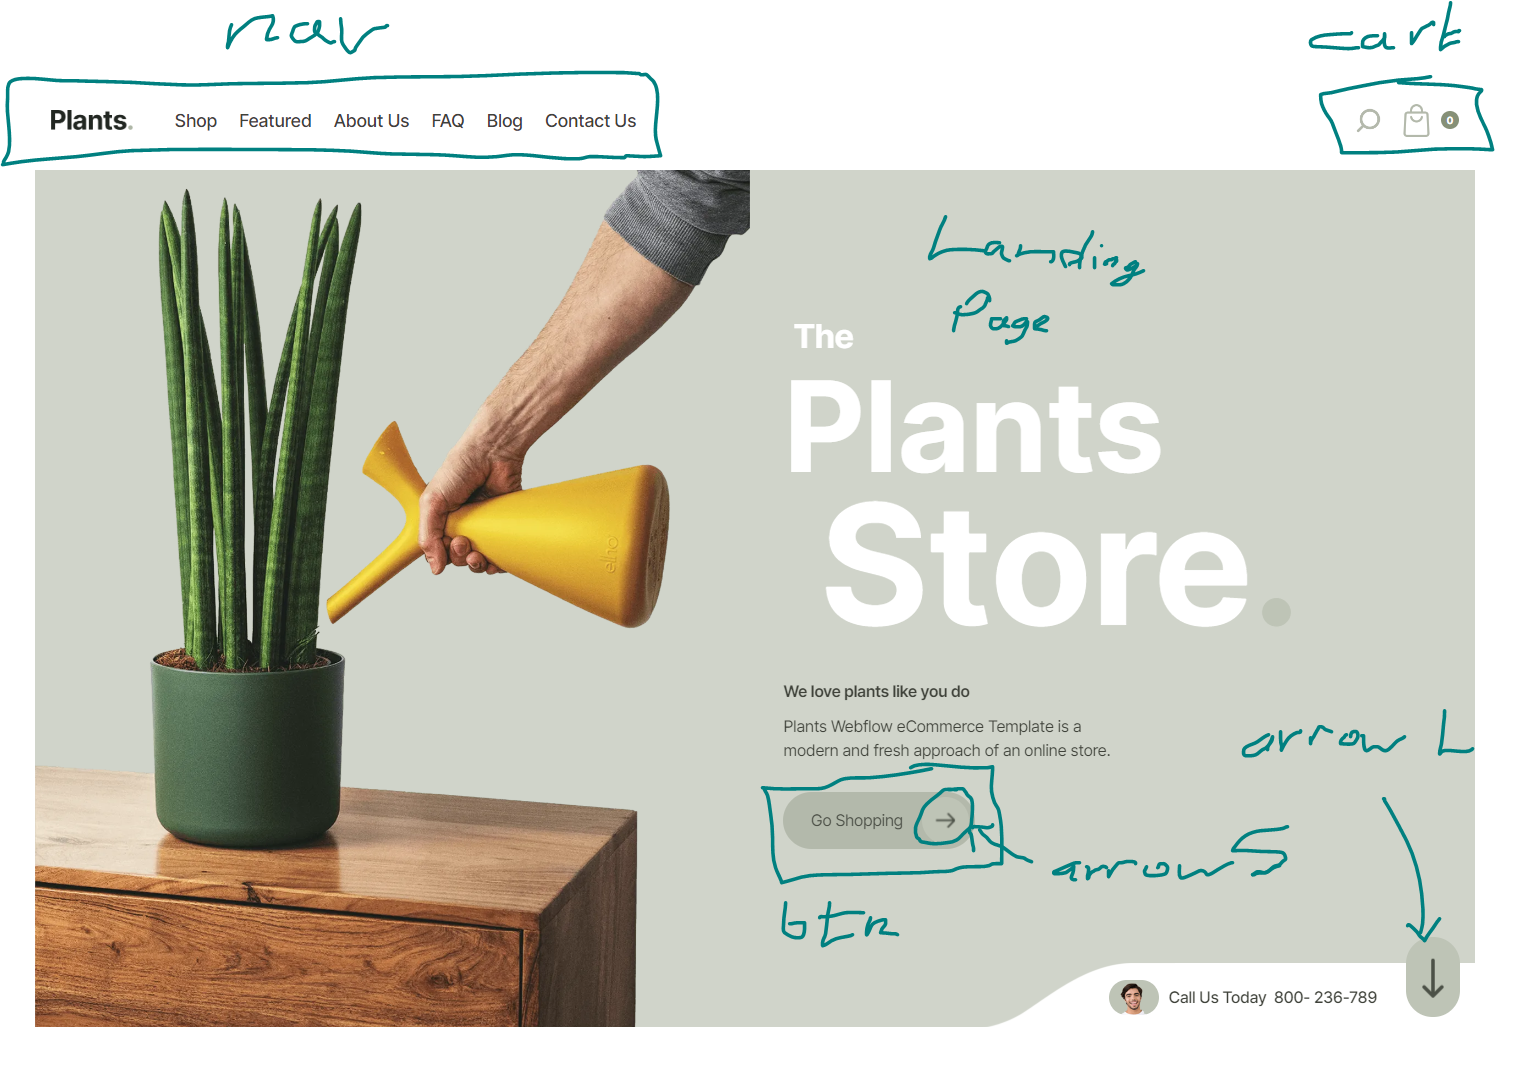 nav
cart
Plants. Shop Featured About Us FAQ Blog Contact Us
0
Landing
Page
The
Plants
Store.
elho
We love plants like you do
Plants Webflow eCommerce Template is a
modern and fresh approach of an online store.
arrow L
Go Shopping
arrow S
btn
Call Us Today 800- 236-789